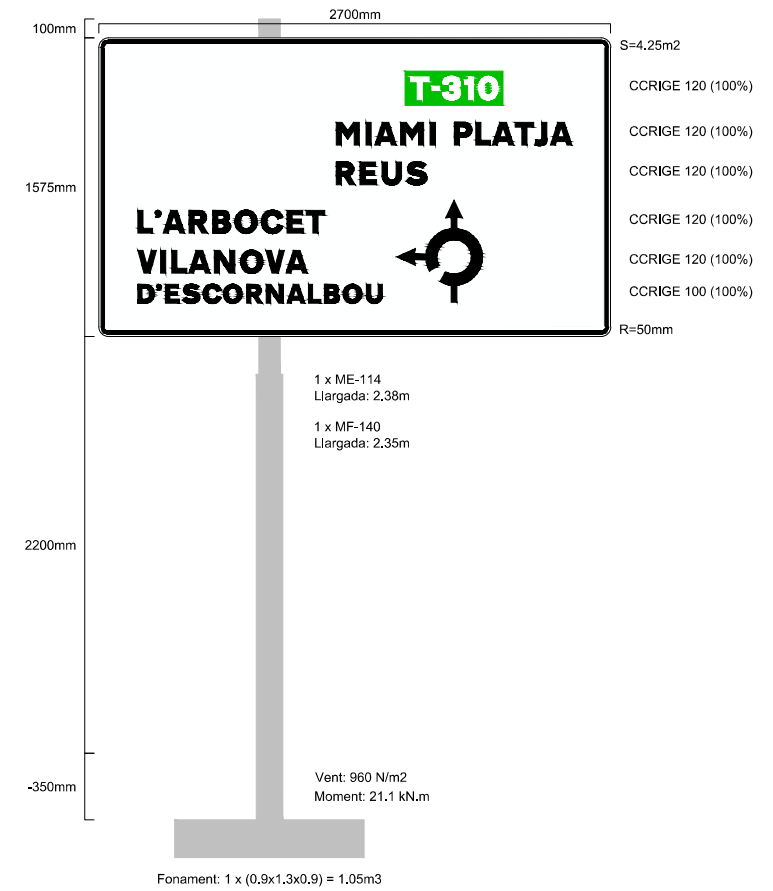 2700mm
100mm
S=4.25m2
T-310
CCRIGE 120 (100%)
MIAMI PLATJA
CCRIGE 120 (100%)
REUS
CCRIGE 120 (100%)
1575mm
L'ARBOCET
CCRIGE 120 (100%)
VILANOVA
CCRIGE 120 (100%)
D'ESCORNALBOU
CCRIGE 100 (100%)
R=50mm
1 x ME-114
Llargada: 2.38m
1 x MF-140
Llargada: 2.35m
2200mm
-350mm
Vent: 960 N/m2
Moment: 21.1 kN.m
Fonament: 1 x (0.9x1.3x0.9) = 1.05m3